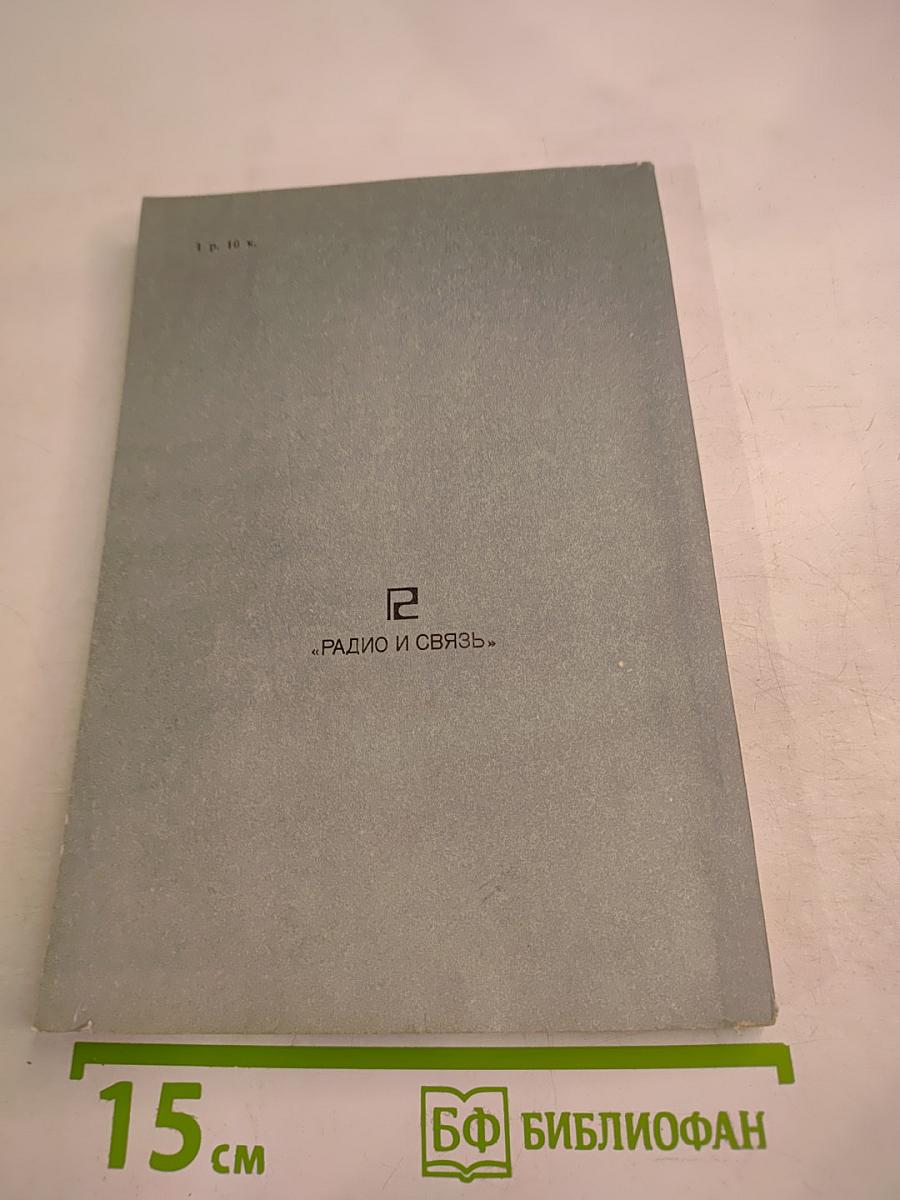 1 р. 10 к.
«РАДИО И СВЯЗЬ»
15 см
БФ БИБЛИОФАН